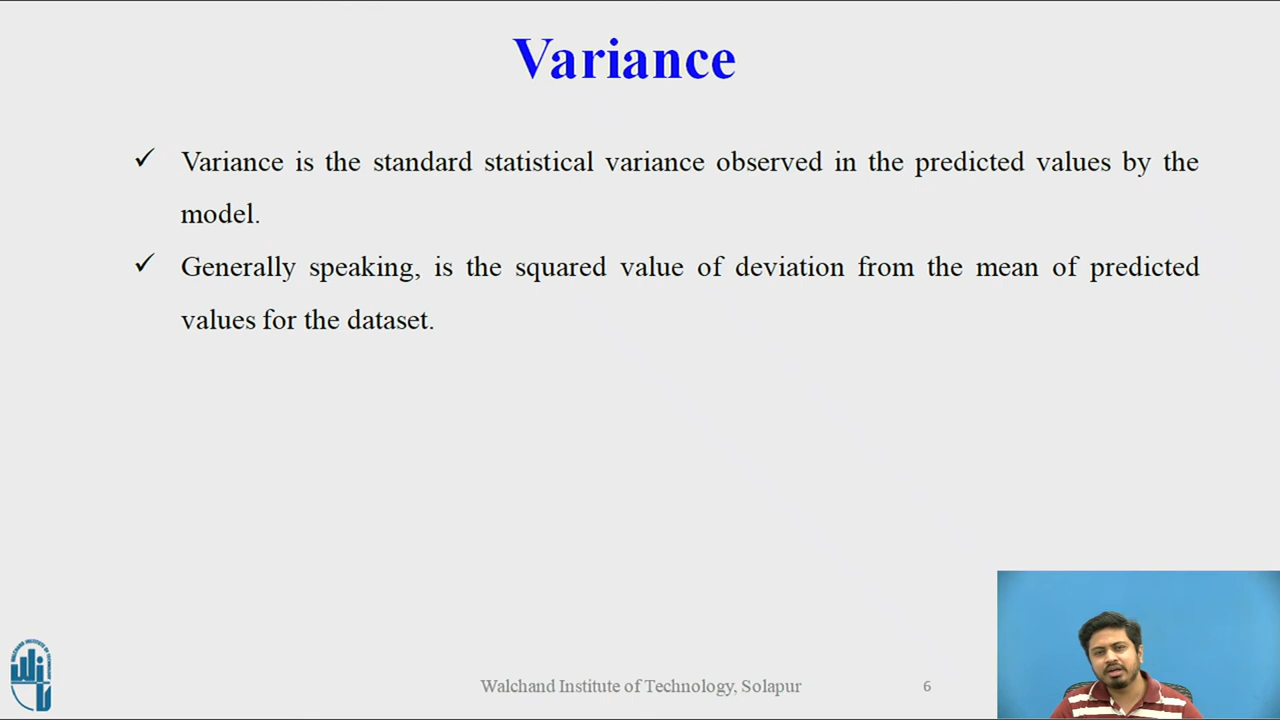 Variance
✓ Variance is the standard statistical variance observed in the predicted values by the
model.
✓ Generally speaking, is the squared value of deviation from the mean of predicted
values for the dataset.
Walchand Institute of Technology, Solapur
6